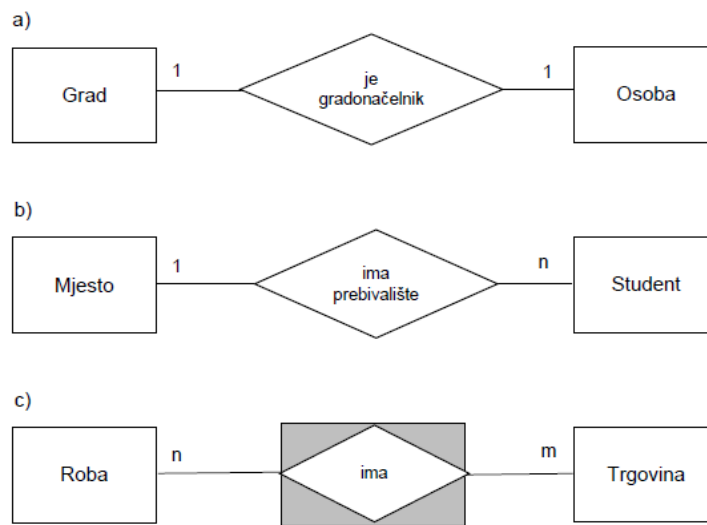 a)
Grad
1
je
gradonačelnik
1
Osoba
b)
Mjesto
1
ima
prebivalište
n
Student
c)
Roba
n
ima
m
Trgovina